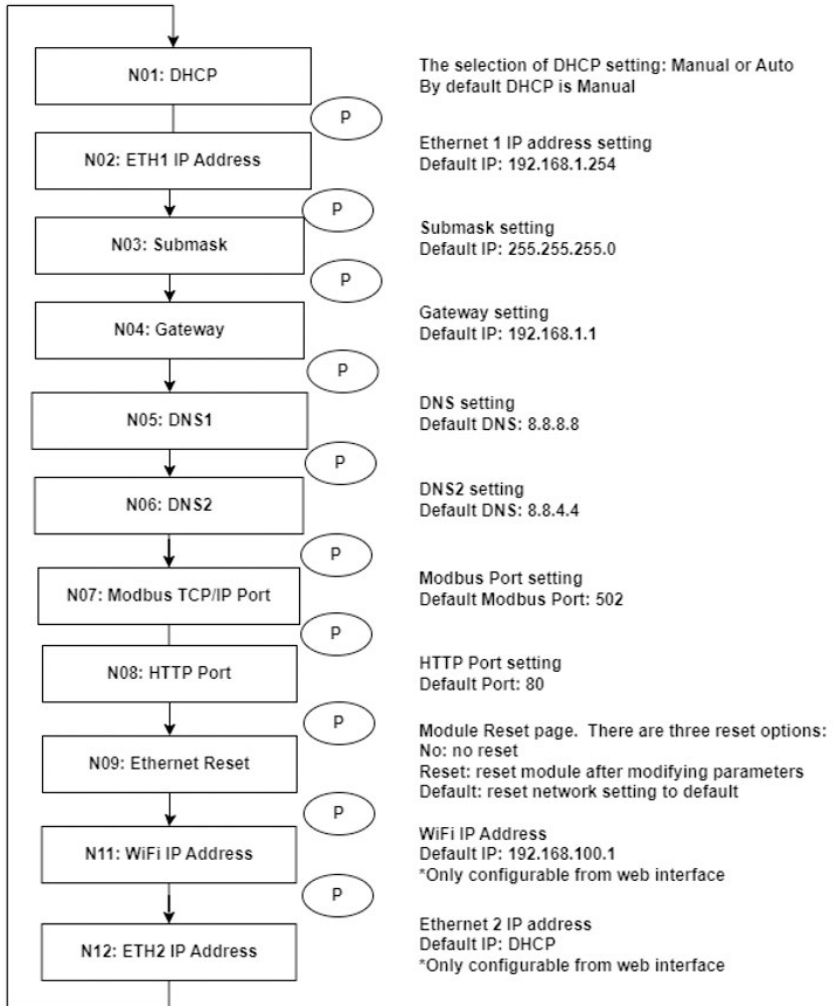 N01: DHCP
The selection of DHCP setting: Manual or Auto
By default DHCP is Manual
P
N02: ETH1 IP Address
Ethernet 1 IP address setting
Default IP: 192.168.1.254
P
N03: Submask
Submask setting
Default IP: 255.255.255.0
P
N04: Gateway
Gateway setting
Default IP: 192.168.1.1
P
N05: DNS1
DNS setting
Default DNS: 8.8.8.8
P
N06: DNS2
DNS2 setting
Default DNS: 8.8.4.4
P
N07: Modbus TCP/IP Port
Modbus Port setting
Default Modbus Port: 502
P
N08: HTTP Port
HTTP Port setting
Default Port: 80
P
N09: Ethernet Reset
Module Reset page. There are three reset options:
No: no reset
Reset: reset module after modifying parameters
Default: reset network setting to default
P
N11: WiFi IP Address
WiFi IP Address
Default IP: 192.168.100.1
*Only configurable from web interface
P
N12: ETH2 IP Address
Ethernet 2 IP address
Default IP: DHCP
*Only configurable from web interface